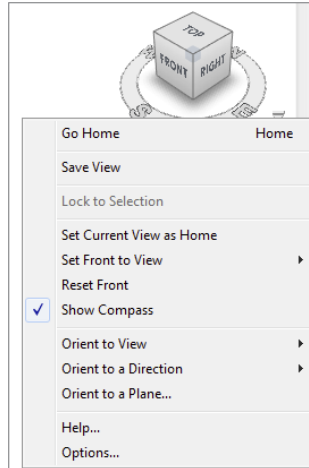 TOP
FRONT
RIGHT
S
E
Go Home Home
Save View
Lock to Selection
Set Current View as Home
Set Front to View
Reset Front
Show Compass
Orient to View
Orient to a Direction
Orient to a Plane...
Help...
Options...